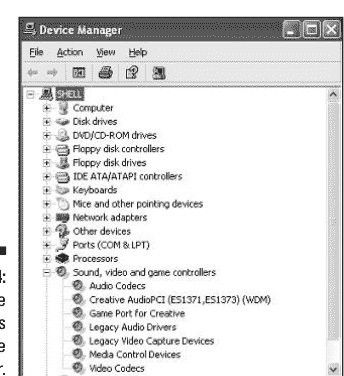 Device Manager
File Action View Help
SHELL
Computer
Disk drives
DVD/CD-ROM drives
Floppy disk controllers
Floppy disk drives
IDE ATA/ATAPI controllers
Keyboards
Mice and other pointing devices
Network adapters
Other devices
Ports (COM & LPT)
Processors
Sound, video and game controllers
Audio Codecs
Creative AudioPCI (ES1371,ES1373) (WDM)
Game Port for Creative
Legacy Audio Drivers
Legacy Video Capture Devices
Media Control Devices
Video Codecs
4:
e
s
e
r.